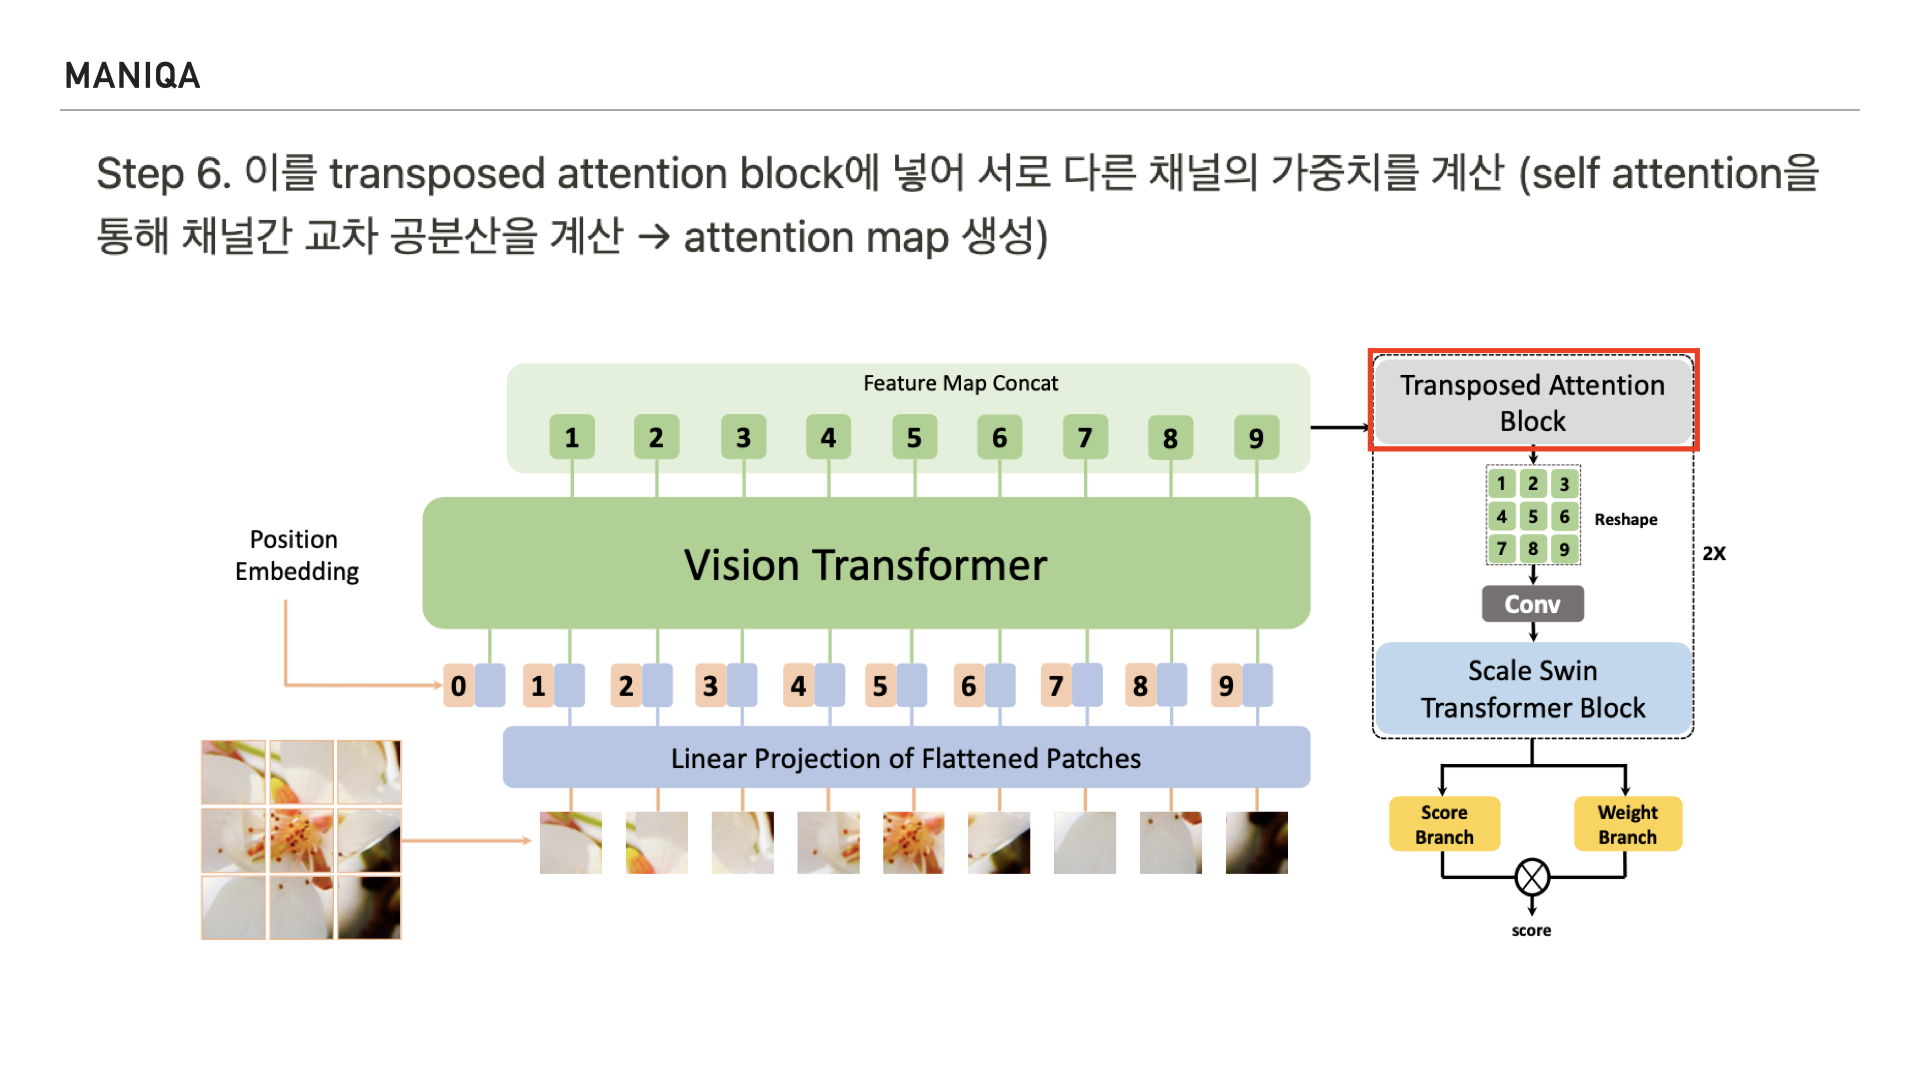 MANIQA
Step 6. 이를 transposed attention block에 넣어 서로 다른 채널의 가중치를 계산 (self attention을
통해 채널간 교차 공분산을 계산 → attention map 생성)
Feature Map Concat
1 2 3 4 5 6 7 8 9
Vision Transformer
Position
Embedding
0 1 2 3 4 5 6 7 8 9
Linear Projection of Flattened Patches
Transposed Attention
Block
1 2 3
4 5 6
7 8 9
Reshape
2X
Conv
Scale Swin
Transformer Block
Score
Branch
Weight
Branch
score